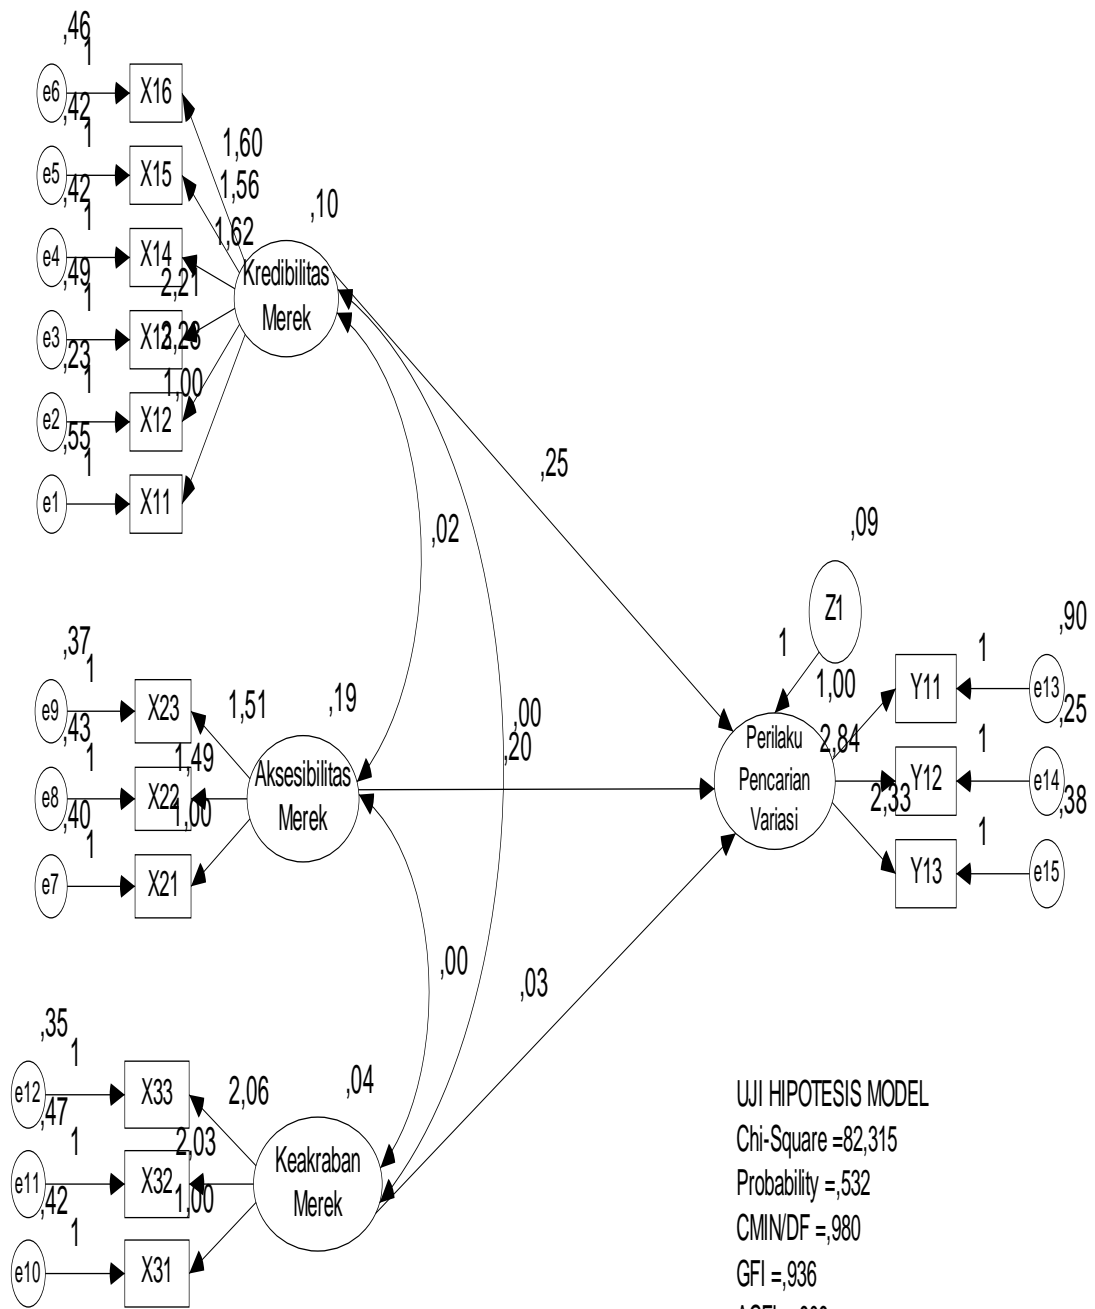 ,46
1
e6
X16
,42
1
e5
X15
,42
1
e4
X14
,49
1
e3
X13
,23
1
e2
X12
,55
1
e1
X11
1,60
1,56
1,62
2,21
1,00
,10
Kredibilitas
Merek
,25
,02
,00
,20
,37
1
e9
X23
,43
1
e8
X22
,40
1
e7
X21
1,51
1,49
1,00
,19
Aksesibilitas
Merek
,00
,03
,35
1
e12
X33
,47
1
e11
X32
,42
1
e10
X31
2,06
2,03
1,00
,04
Keakraban
Merek
,09
Z1
1
Perilaku
Pencarian
Variasi
1,00
2,84
2,33
Y11
1
e13
,90
Y12
1
e14
,25
Y13
1
e15
,38
UJI HIPOTESIS MODEL
Chi-Square =82,315
Probability =,532
CMIN/DF =,980
GFI =,936